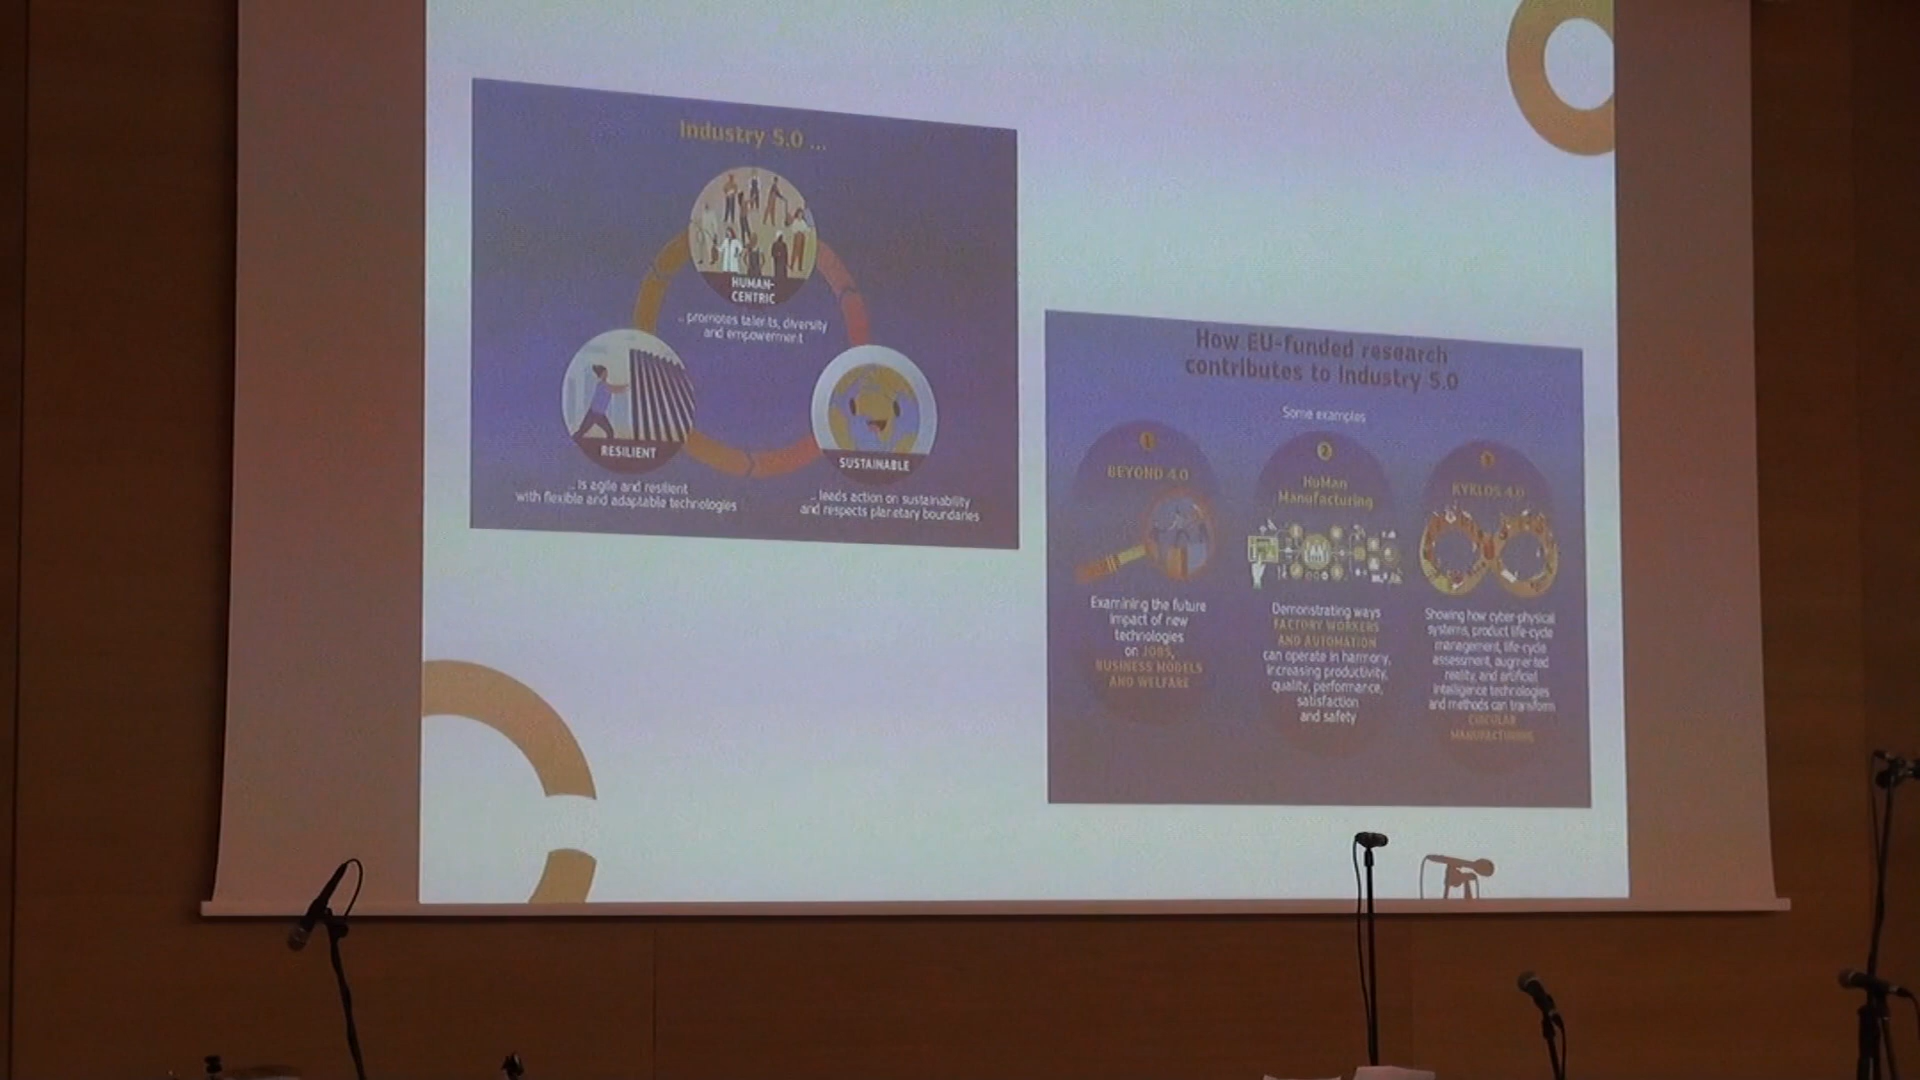 Industry 5.0 ...
HUMAN-
CENTRIC
... promotes talents, diversity
and empowerment
RESILIENT
... is agile and resilient
with flexible and adaptable technologies
SUSTAINABLE
... leads action on sustainability
and respects planetary boundaries
How EU-funded research
contributes to Industry 5.0
Some examples
1
BEYOND 4.0
Examining the future
impact of new
technologies
on JOBS,
BUSINESS MODELS
AND WELFARE
2
HuMan
Manufacturing
Demonstrating ways
FACTORY WORKERS
AND AUTOMATION
can operate in harmony,
increasing productivity,
quality, performance,
satisfaction
and safety
3
KYKLOS 4.0
Showing how cyber-physical
systems, product life-cycle
management, life-cycle
assessment, augmented
reality, and artificial
intelligence technologies
and methods can transform
CIRCULAR
MANUFACTURING